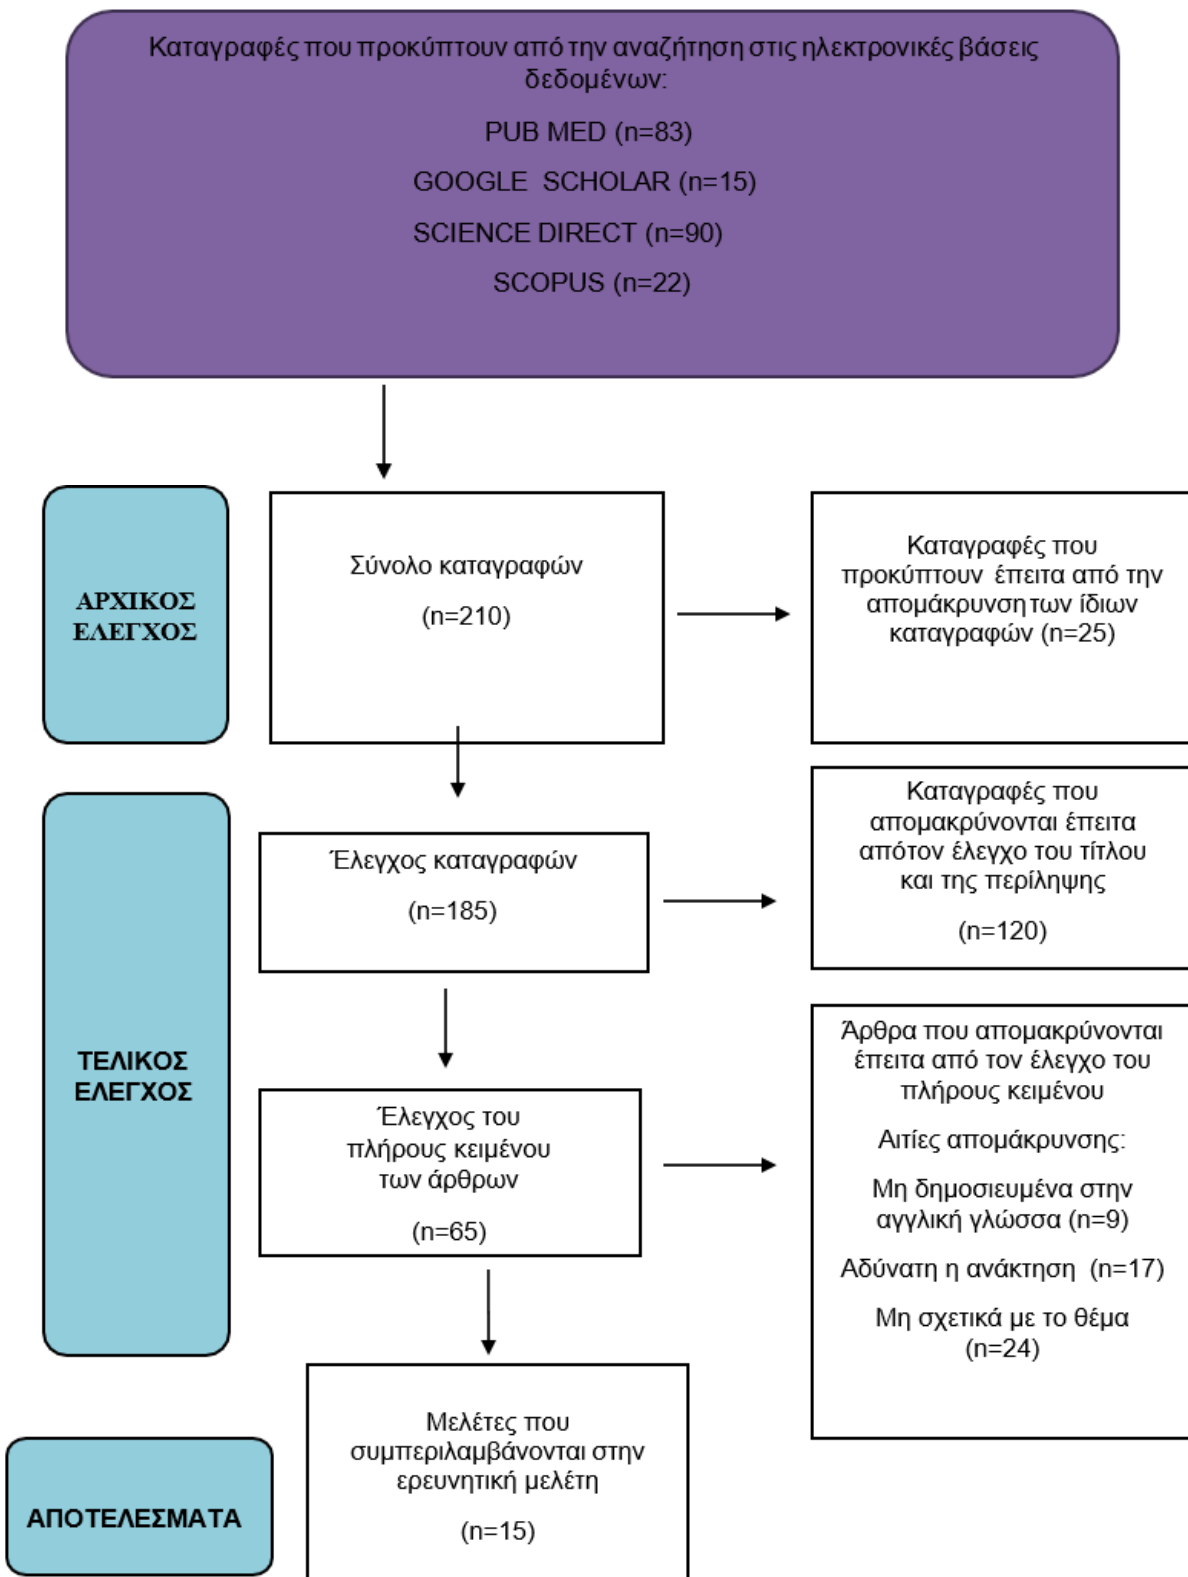 Καταγραφές που προκύπτουν από την αναζήτηση στις ηλεκτρονικές βάσεις
δεδομένων:
PUB MED (n=83)
GOOGLE SCHOLAR (n=15)
SCIENCE DIRECT (n=90)
SCOPUS (n=22)
ΑΡΧΙΚΟΣ
ΕΛΕΓΧΟΣ
Σύνολο καταγραφών
(n=210)
Καταγραφές που
προκύπτουν έπειτα από την
απομάκρυνση των ίδιων
καταγραφών (n=25)
ΤΕΛΙΚΟΣ
ΕΛΕΓΧΟΣ
Έλεγχος καταγραφών
(n=185)
Καταγραφές που
απομακρύνονται έπειτα
απότον έλεγχο του τίτλου
και της περίληψης
(n=120)
Έλεγχος του
πλήρους κειμένου
των άρθρων
(n=65)
Άρθρα που απομακρύνονται
έπειτα από τον έλεγχο του
πλήρους κειμένου
Αιτίες απομάκρυνσης:
Μη δημοσιευμένα στην
αγγλική γλώσσα (n=9)
Αδύνατη η ανάκτηση (n=17)
Μη σχετικά με το θέμα
(n=24)
ΑΠΟΤΕΛΕΣΜΑΤΑ
Μελέτες που
συμπεριλαμβάνονται στην
ερευνητική μελέτη
(n=15)